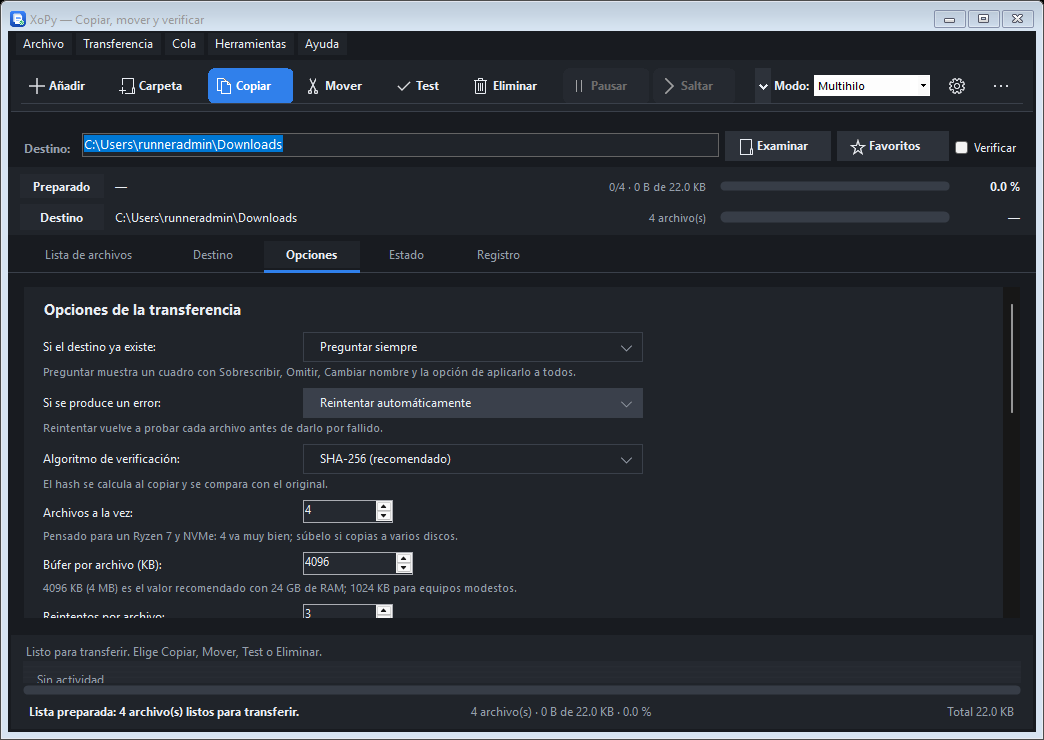 XoPy — Copiar, mover y verificar
Archivo Transferencia Cola Herramientas Ayuda
Añadir Carpeta Copiar Mover Test Eliminar Pausar Saltar Modo: Multihilo
Destino: C:\Users\runneradmin\Downloads Examinar Favoritos Verificar
Preparado — 0/4 · 0 B de 22.0 KB 0.0 %
Destino C:\Users\runneradmin\Downloads 4 archivo(s) —
Lista de archivos Destino Opciones Estado Registro
Opciones de la transferencia
Si el destino ya existe: Preguntar siempre
Preguntar muestra un cuadro con Sobrescribir, Omitir, Cambiar nombre y la opción de aplicarlo a todos.
Si se produce un error: Reintentar automáticamente
Reintentar vuelve a probar cada archivo antes de darlo por fallido.
Algoritmo de verificación: SHA-256 (recomendado)
El hash se calcula al copiar y se compara con el original.
Archivos a la vez: 4
Pensado para un Ryzen 7 y NVMe: 4 va muy bien; súbelo si copias a varios discos.
Búfer por archivo (KB): 4096
4096 KB (4 MB) es el valor recomendado con 24 GB de RAM; 1024 KB para equipos modestos.
Reintentos por archivo: 3
Listo para transferir. Elige Copiar, Mover, Test o Eliminar.
Sin actividad
Lista preparada: 4 archivo(s) listos para transferir. 4 archivo(s) · 0 B de 22.0 KB · 0.0 % Total 22.0 KB